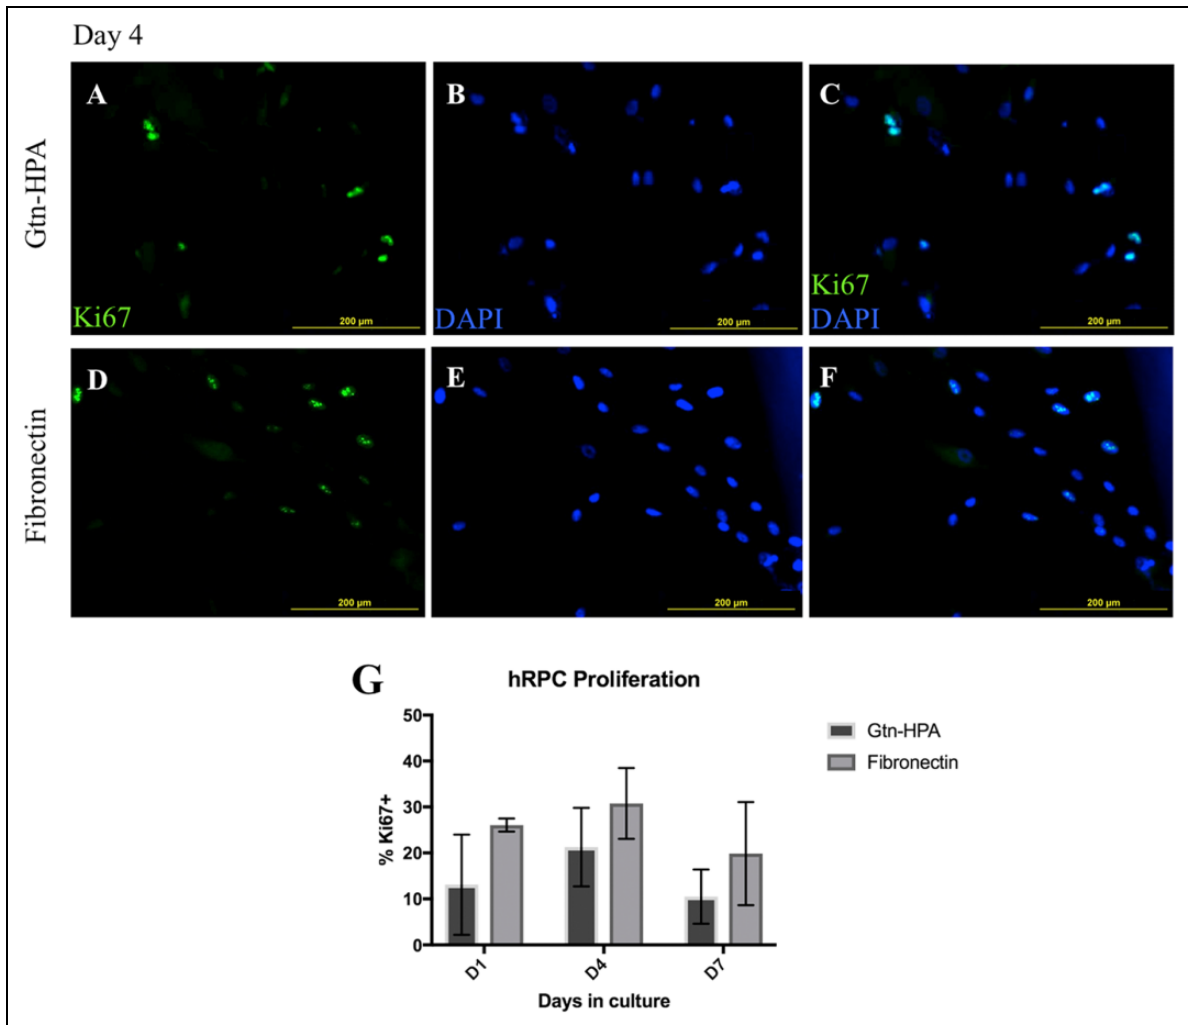 Day 4
Gtn-HPA
A
Ki67
200 µm
B
DAPI
200 µm
C
Ki67
DAPI
200 µm
Fibronectin
D
200 µm
E
200 µm
F
200 µm
G
hRPC Proliferation
% Ki67+
50
40
30
20
10
0
D1
D4
D7
Days in culture
Gtn-HPA
Fibronectin